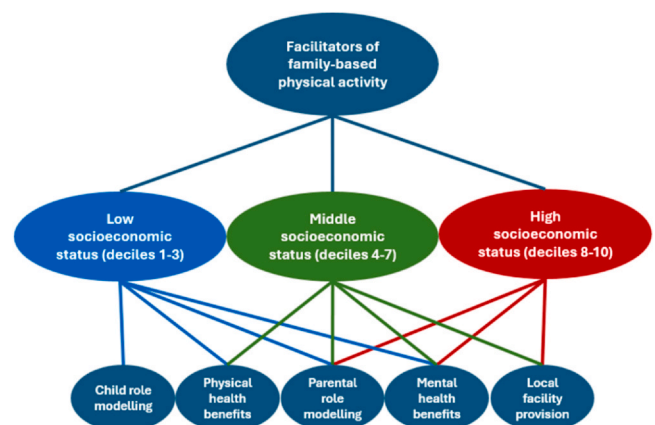 Facilitators of
family-based
physical activity
Low
socioeconomic
status (deciles 1-3)
Middle
socioeconomic
status (deciles 4-7)
High
socioeconomic
status (deciles 8-10)
Child role
modelling
Physical
health
benefits
Parental
role
modelling
Mental
health
benefits
Local
facility
provision